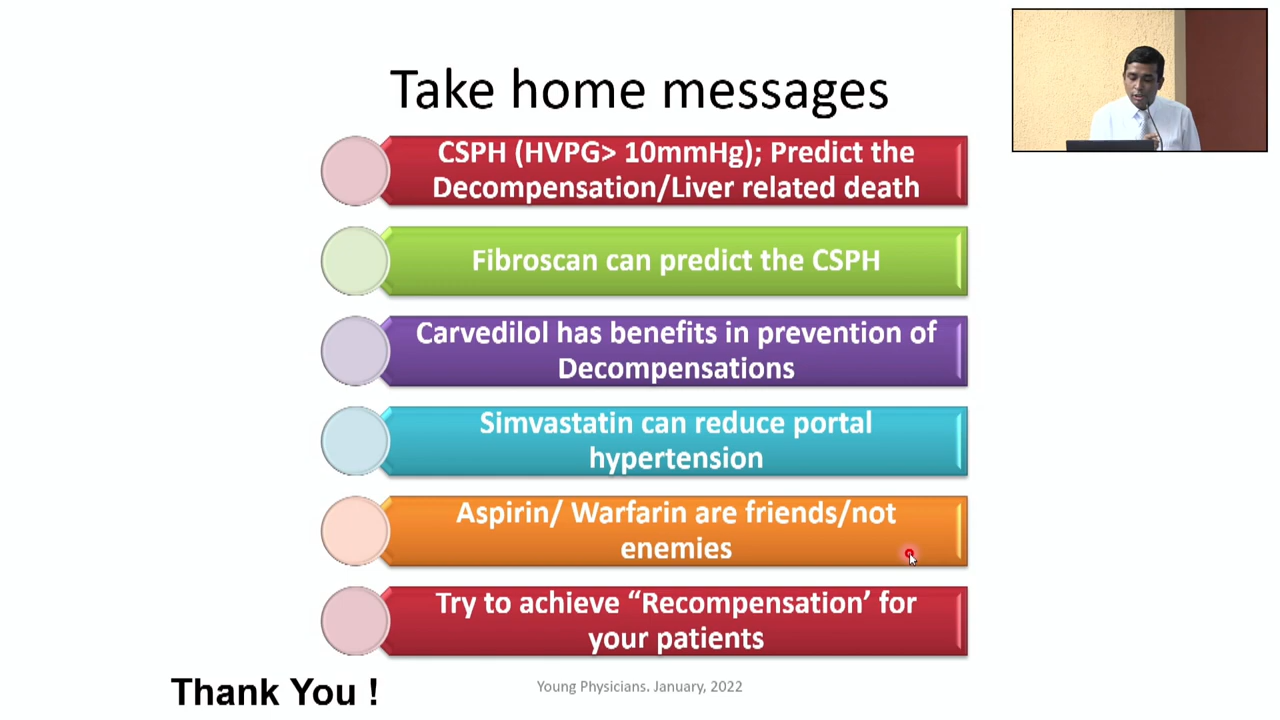 Take home messages
CSPH (HVPG> 10mmHg); Predict the
Decompensation/Liver related death
Fibroscan can predict the CSPH
Carvedilol has benefits in prevention of
Decompensations
Simvastatin can reduce portal
hypertension
Aspirin/ Warfarin are friends/not
enemies
Try to achieve “Recompensation’ for
your patients
Thank You !
Young Physicians. January, 2022